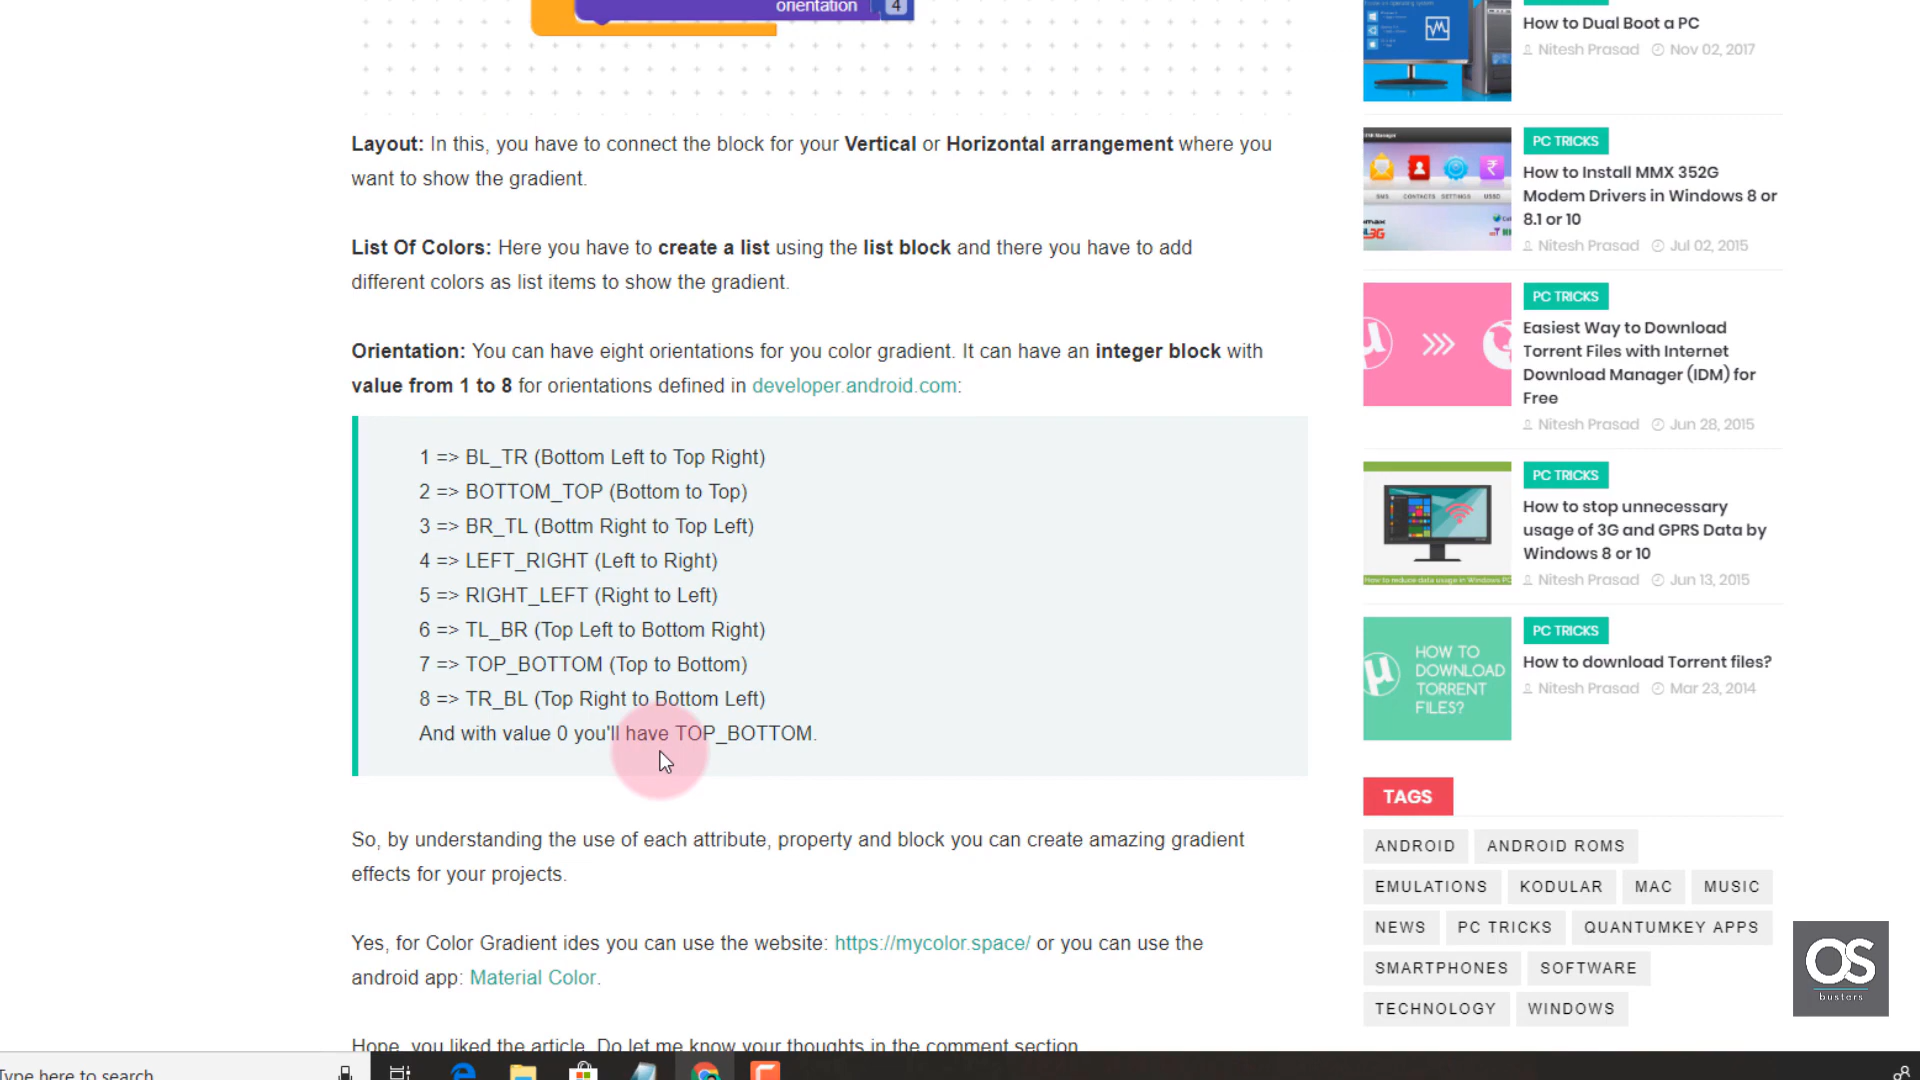 orientation 4
Layout: In this, you have to connect the block for your Vertical or Horizontal arrangement where you
want to show the gradient.
List Of Colors: Here you have to create a list using the list block and there you have to add
different colors as list items to show the gradient.
Orientation: You can have eight orientations for you color gradient. It can have an integer block with
value from 1 to 8 for orientations defined in developer.android.com:
1 => BL_TR (Bottom Left to Top Right)
2 => BOTTOM_TOP (Bottom to Top)
3 => BR_TL (Bottm Right to Top Left)
4 => LEFT_RIGHT (Left to Right)
5 => RIGHT_LEFT (Right to Left)
6 => TL_BR (Top Left to Bottom Right)
7 => TOP_BOTTOM (Top to Bottom)
8 => TR_BL (Top Right to Bottom Left)
And with value 0 you'll have TOP_BOTTOM.
So, by understanding the use of each attribute, property and block you can create amazing gradient
effects for your projects.
Yes, for Color Gradient ides you can use the website: https://mycolor.space/ or you can use the
android app: Material Color.
Hope, you liked the article. Do let me know your thoughts in the comment section
How to Dual Boot a PC
Nitesh Prasad Nov 02, 2017
SMS CONTACTS SETTINGS USSD
PC TRICKS
How to Install MMX 352G
Modem Drivers in Windows 8 or
8.1 or 10
Nitesh Prasad Jul 02, 2015
PC TRICKS
Easiest Way to Download
Torrent Files with Internet
Download Manager (IDM) for
Free
Nitesh Prasad Jun 28, 2015
How to reduce data usage in Windows PC
PC TRICKS
How to stop unnecessary
usage of 3G and GPRS Data by
Windows 8 or 10
Nitesh Prasad Jun 13, 2015
HOW TO
DOWNLOAD
TORRENT
FILES?
PC TRICKS
How to download Torrent files?
Nitesh Prasad Mar 23, 2014
TAGS
ANDROID ANDROID ROMS
EMULATIONS KODULAR MAC MUSIC
NEWS PC TRICKS QUANTUMKEY APPS
SMARTPHONES SOFTWARE
TECHNOLOGY WINDOWS
OS
busters
Type here to search